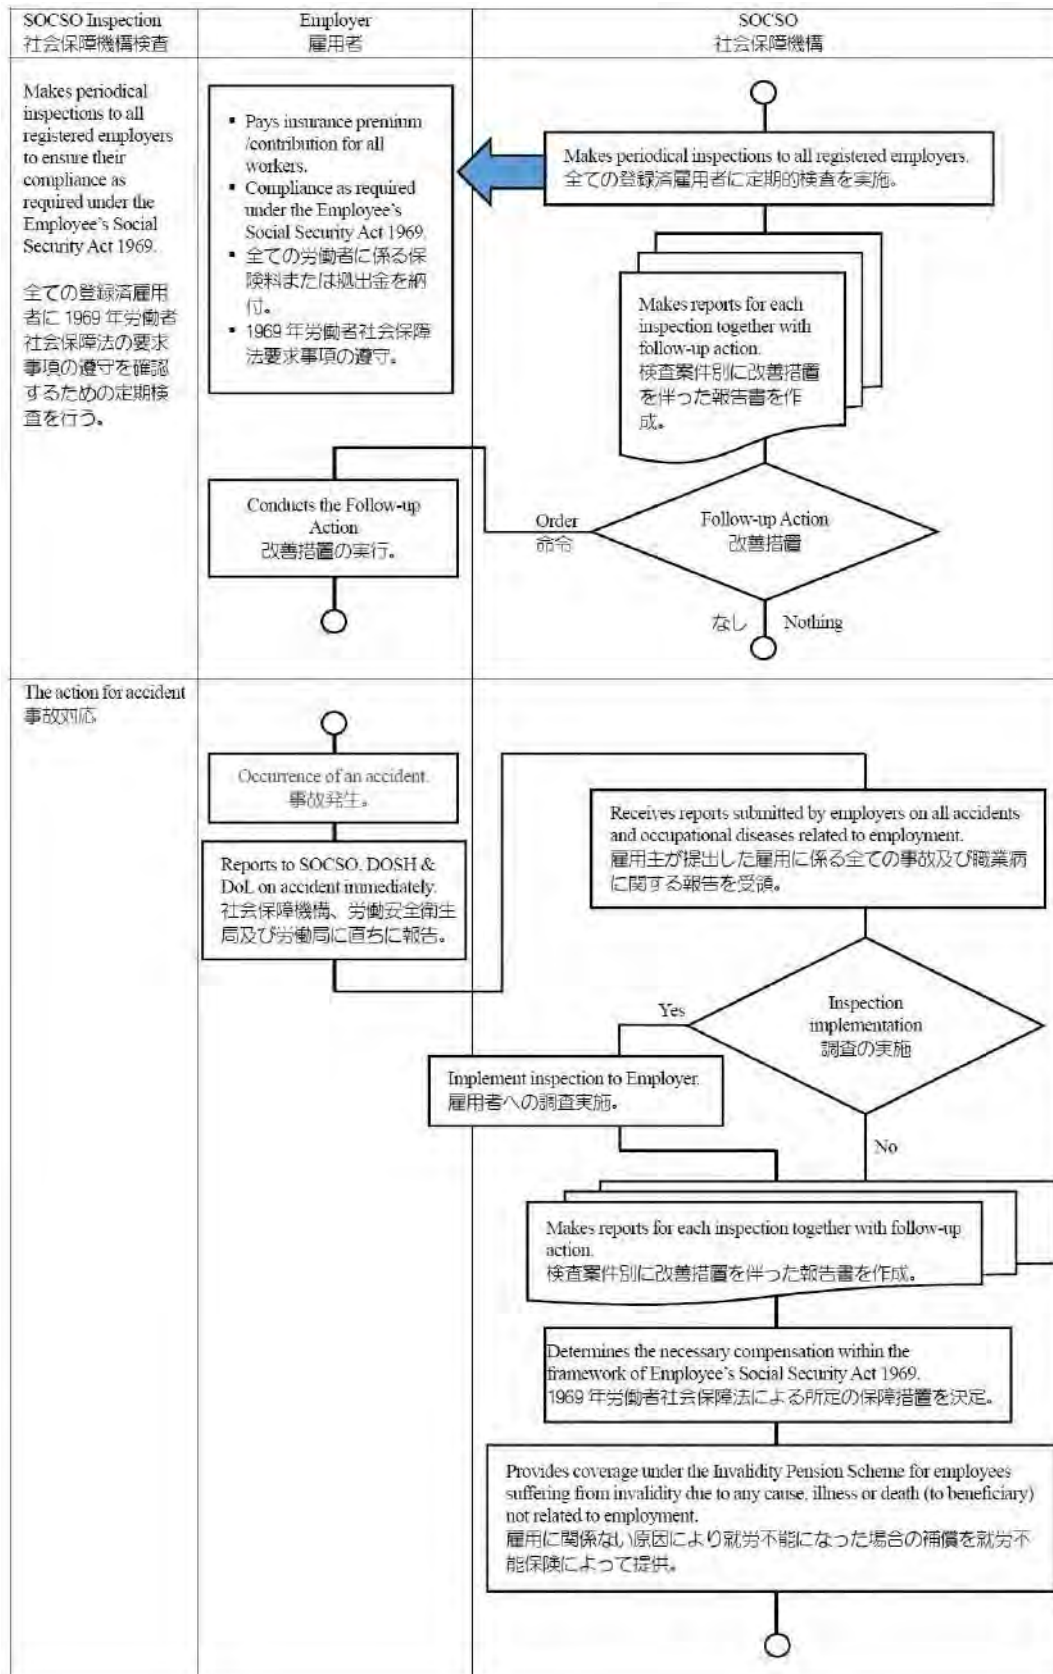 SOCSO Inspection
社会保障機構検査
Employer
雇用者
SOCSO
社会保障機構
Makes periodical
inspections to all
registered employers
to ensure their
compliance as
required under the
Employee's Social
Security Act 1969.
全ての登録済雇用
者に 1969 年労働者
社会保障法の要求
事項の遵守を確認
するための定期検
査を行う。
▪ Pays insurance premium
/contribution for all
workers.
▪ Compliance as required
under the Employee's
Social Security Act 1969.
▪ 全ての労働者に係る保
険料または拠出金を納
付。
▪ 1969 年労働者社会保障
法要求事項の遵守。
Makes periodical inspections to all registered employers.
全ての登録済雇用者に定期的検査を実施。
Makes reports for each
inspection together with
follow-up action.
検査案件別に改善措置
を伴った報告書を作
成。
Conducts the Follow-up
Action
改善措置の実行。
Order
命令
Follow-up Action
改善措置
なし Nothing
The action for accident
事故対応
Occurrence of an accident.
事故発生。
Reports to SOCSO, DOSH &
DoL on accident immediately.
社会保障機構、労働安全衛生
局及び労働局に直ちに報告。
Receives reports submitted by employers on all accidents
and occupational diseases related to employment.
雇用主が提出した雇用に係る全ての事故及び職業病
に関する報告を受領。
Yes
Inspection
implementation
調査の実施
Implement inspection to Employer.
雇用者への調査実施。
No
Makes reports for each inspection together with follow-up
action.
検査案件別に改善措置を伴った報告書を作成。
Determines the necessary compensation within the
framework of Employee's Social Security Act 1969.
1969 年労働者社会保障法による所定の保障措置を決定。
Provides coverage under the Invalidity Pension Scheme for employees
suffering from invalidity due to any cause, illness or death (to beneficiary)
not related to employment.
雇用に関係ない原因により就労不能になった場合の補償を就労不
能保険によって提供。